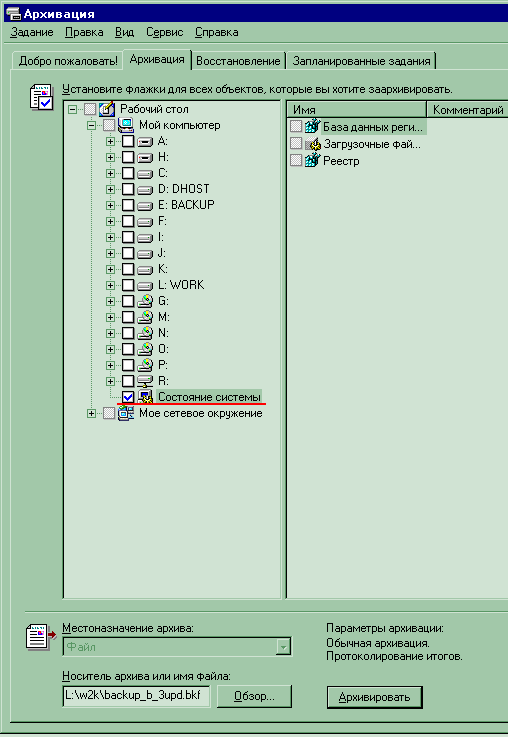 Архивация
Задание Правка Вид Сервис Справка
Добро пожаловать! Архивация Восстановление Запланированные задания
Установите флажки для всех объектов, которые вы хотите заархивировать.
Рабочий стол
Мой компьютер
A:
H:
C:
D: DHOST
E: BACKUP
F:
I:
J:
K:
L: WORK
G:
M:
N:
O:
P:
R:
Состояние системы
Мое сетевое окружение
Имя Комментарий
База данных реги...
Загрузочные фай...
Реестр
Местоназначение архива:
Файл
Носитель архива или имя файла:
L:\w2k\backup_b_3upd.bkf
Обзор...
Параметры архивации:
Обычная архивация.
Протоколирование итогов.
Архивировать